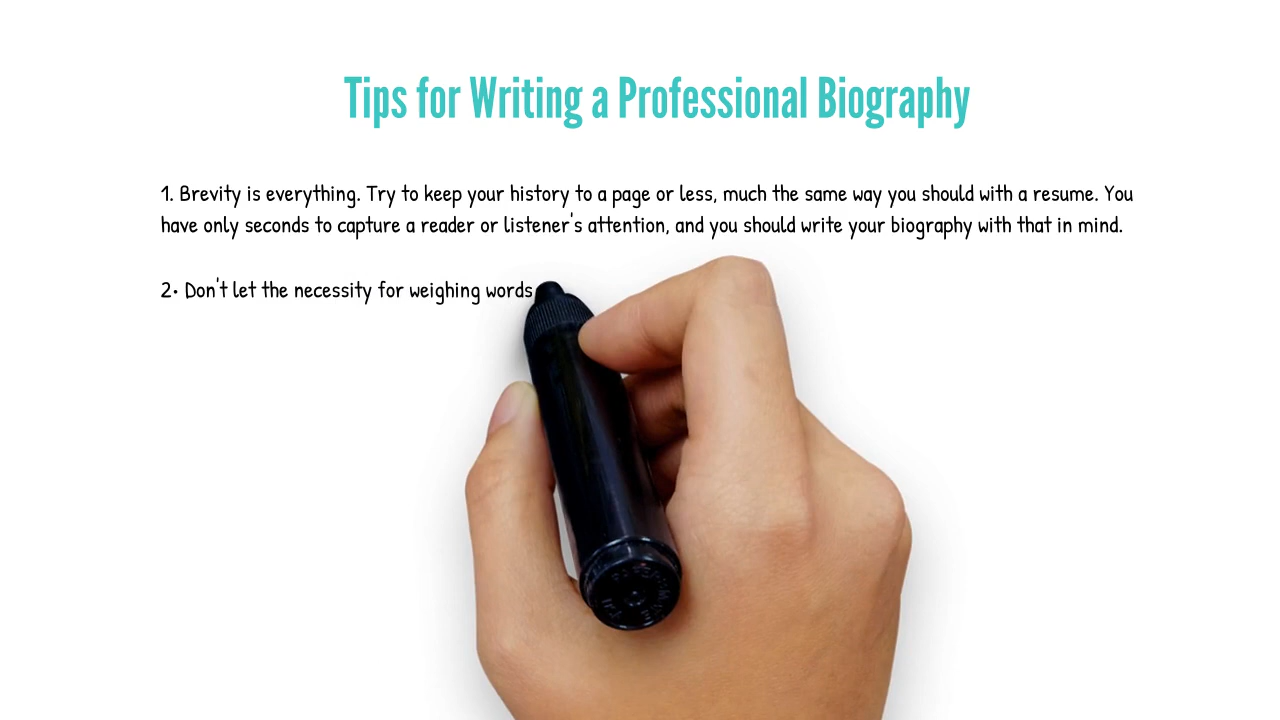 Tips for Writing a Professional Biography
1. Brevity is everything. Try to keep your history to a page or less, much the same way you should with a resume. You
have only seconds to capture a reader or listener's attention, and you should write your biography with that in mind.
2. Don't let the necessity for weighing words